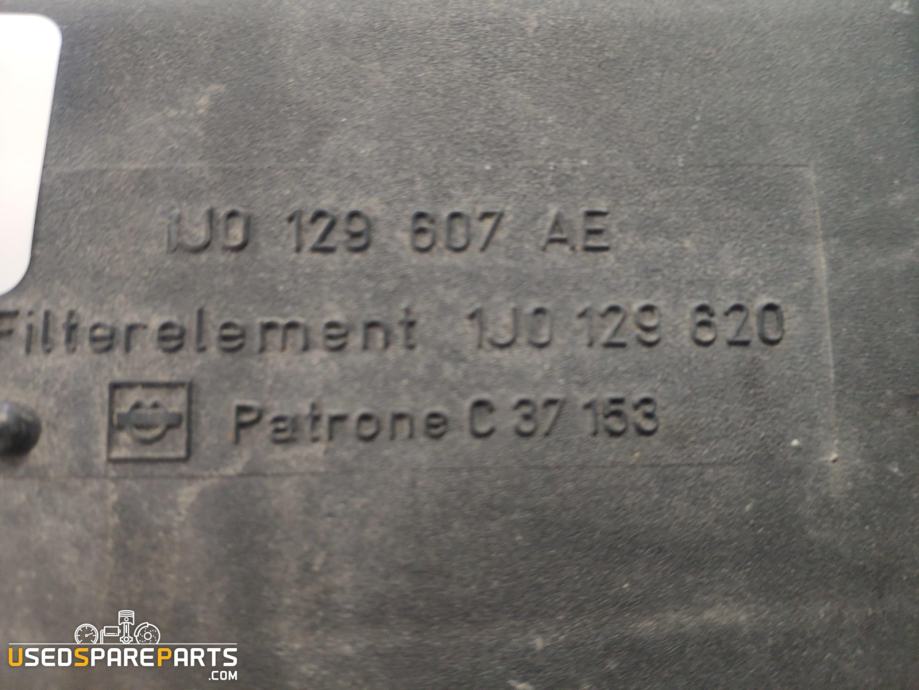 1J0 129 607 AE
Filterelement 1J0 129 620
Patrone C 37 153
USEDSPAREPARTS
.COM